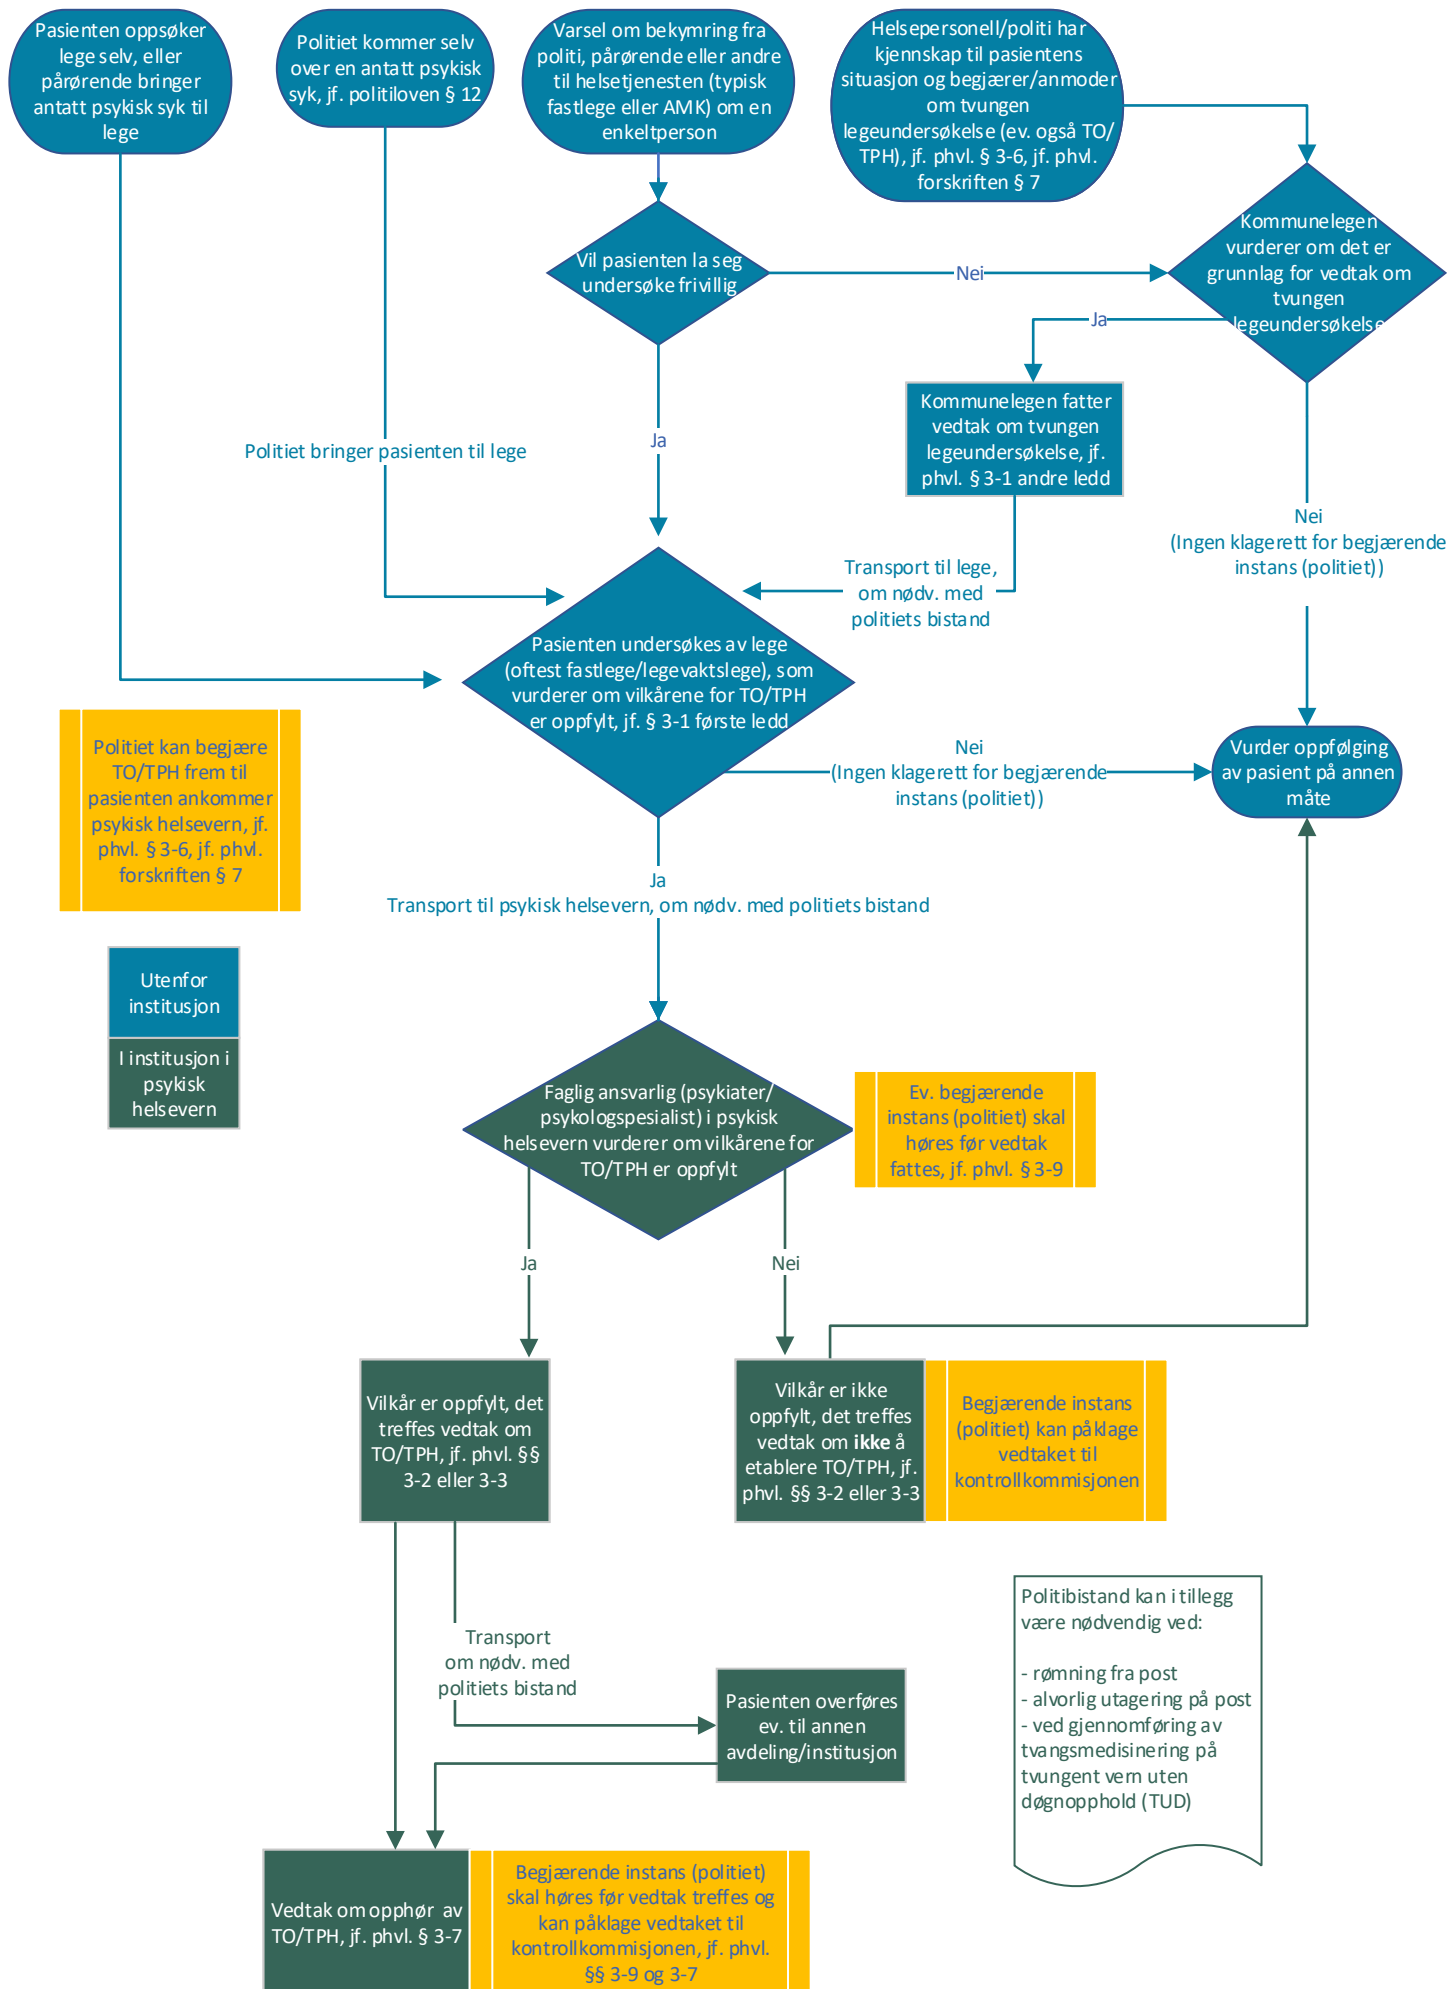 Pasienten oppsøker
lege selv, eller
pårørende bringer
antatt psykisk syk til
lege
Politiet kommer selv
over en antatt psykisk
syk, jf. politiloven § 12
Varsel om bekymring fra
politi, pårørende eller andre
til helsetjenesten (typisk
fastlege eller AMK) om en
enkeltperson
Helsepersonell/politi har
kjennskap til pasientens
situasjon og begjærer/anmoder
om tvungen
legeundersøkelse (ev. også TO/
TPH), jf. phvl. § 3-6, jf. phvl.
forskriften § 7
Vil pasienten la seg
undersøke frivillig
Nei
Kommunelegen
vurderer om det er
grunnlag for vedtak om
tvungen
legeundersøkelse
Ja
Kommunelegen fatter
vedtak om tvungen
legeundersøkelse, jf.
phvl. § 3-1 andre ledd
Ja
Politiet bringer pasienten til lege
Nei
(Ingen klagerett for begjærende
instans (politiet))
Transport til lege,
om nødv. med
politiets bistand
Pasienten undersøkes av lege
(oftest fastlege/legevaktslege), som
vurderer om vilkårene for TO/TPH
er oppfylt, jf. § 3-1 første ledd
Politiet kan begjære
TO/TPH frem til
pasienten ankommer
psykisk helsevern, jf.
phvl. § 3-6, jf. phvl.
forskriften § 7
Nei
(Ingen klagerett for begjærende
instans (politiet))
Vurder oppfølging
av pasient på annen
måte
Ja
Transport til psykisk helsevern, om nødv. med politiets bistand
Utenfor
institusjon
I institusjon i
psykisk
helsevern
Faglig ansvarlig (psykiater/
psykologspesialist) i psykisk
helsevern vurderer om vilkårene for
TO/TPH er oppfylt
Ev. begjærende
instans (politiet) skal
høres før vedtak
fattes, jf. phvl. § 3-9
Ja
Nei
Vilkår er oppfylt, det
treffes vedtak om
TO/TPH, jf. phvl. §§
3-2 eller 3-3
Vilkår er ikke
oppfylt, det treffes
vedtak om ikke å
etablere TO/TPH, jf.
phvl. §§ 3-2 eller 3-3
Begjærende instans
(politiet) kan påklage
vedtaket til
kontrollkommisjonen
Transport
om nødv. med
politiets bistand
Pasienten overføres
ev. til annen
avdeling/institusjon
Politibistand kan i tillegg
være nødvendig ved:
- rømning fra post
- alvorlig utagering på post
- ved gjennomføring av
tvangsmedisinering på
tvungent vern uten
døgnopphold (TUD)
Vedtak om opphør av
TO/TPH, jf. phvl. § 3-7
Begjærende instans (politiet)
skal høres før vedtak treffes og
kan påklage vedtaket til
kontrollkommisjonen, jf. phvl.
§§ 3-9 og 3-7